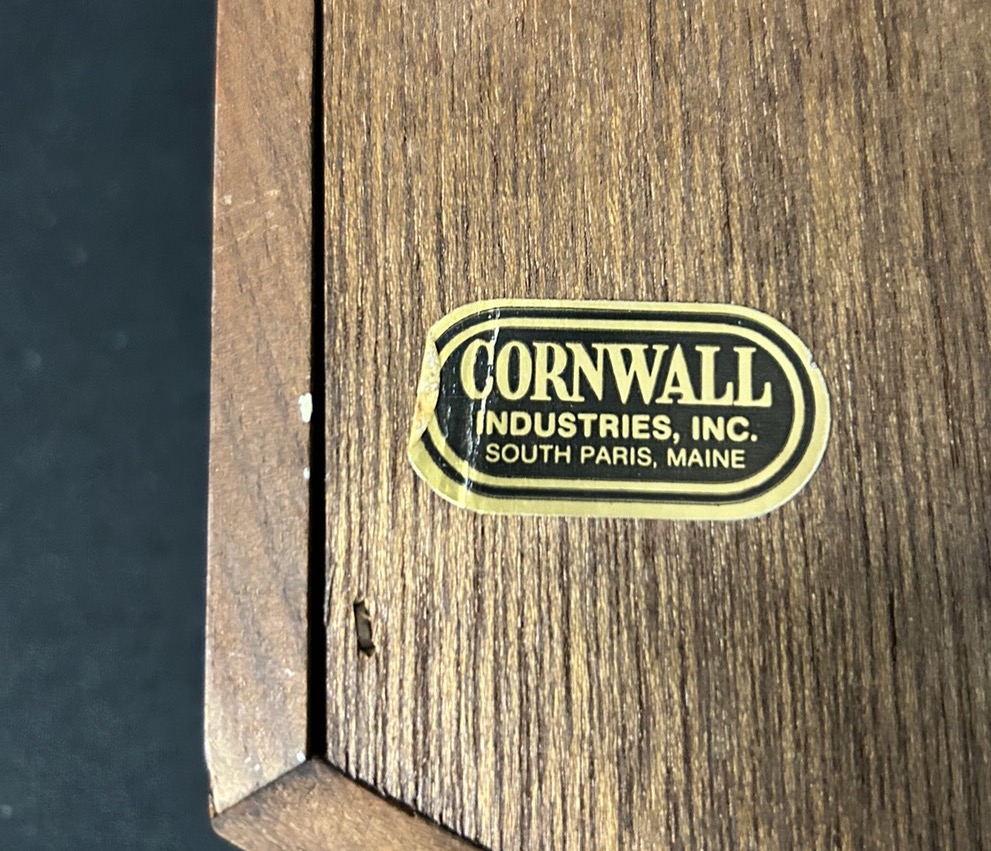 CORNWALL
INDUSTRIES, INC.
SOUTH PARIS, MAINE